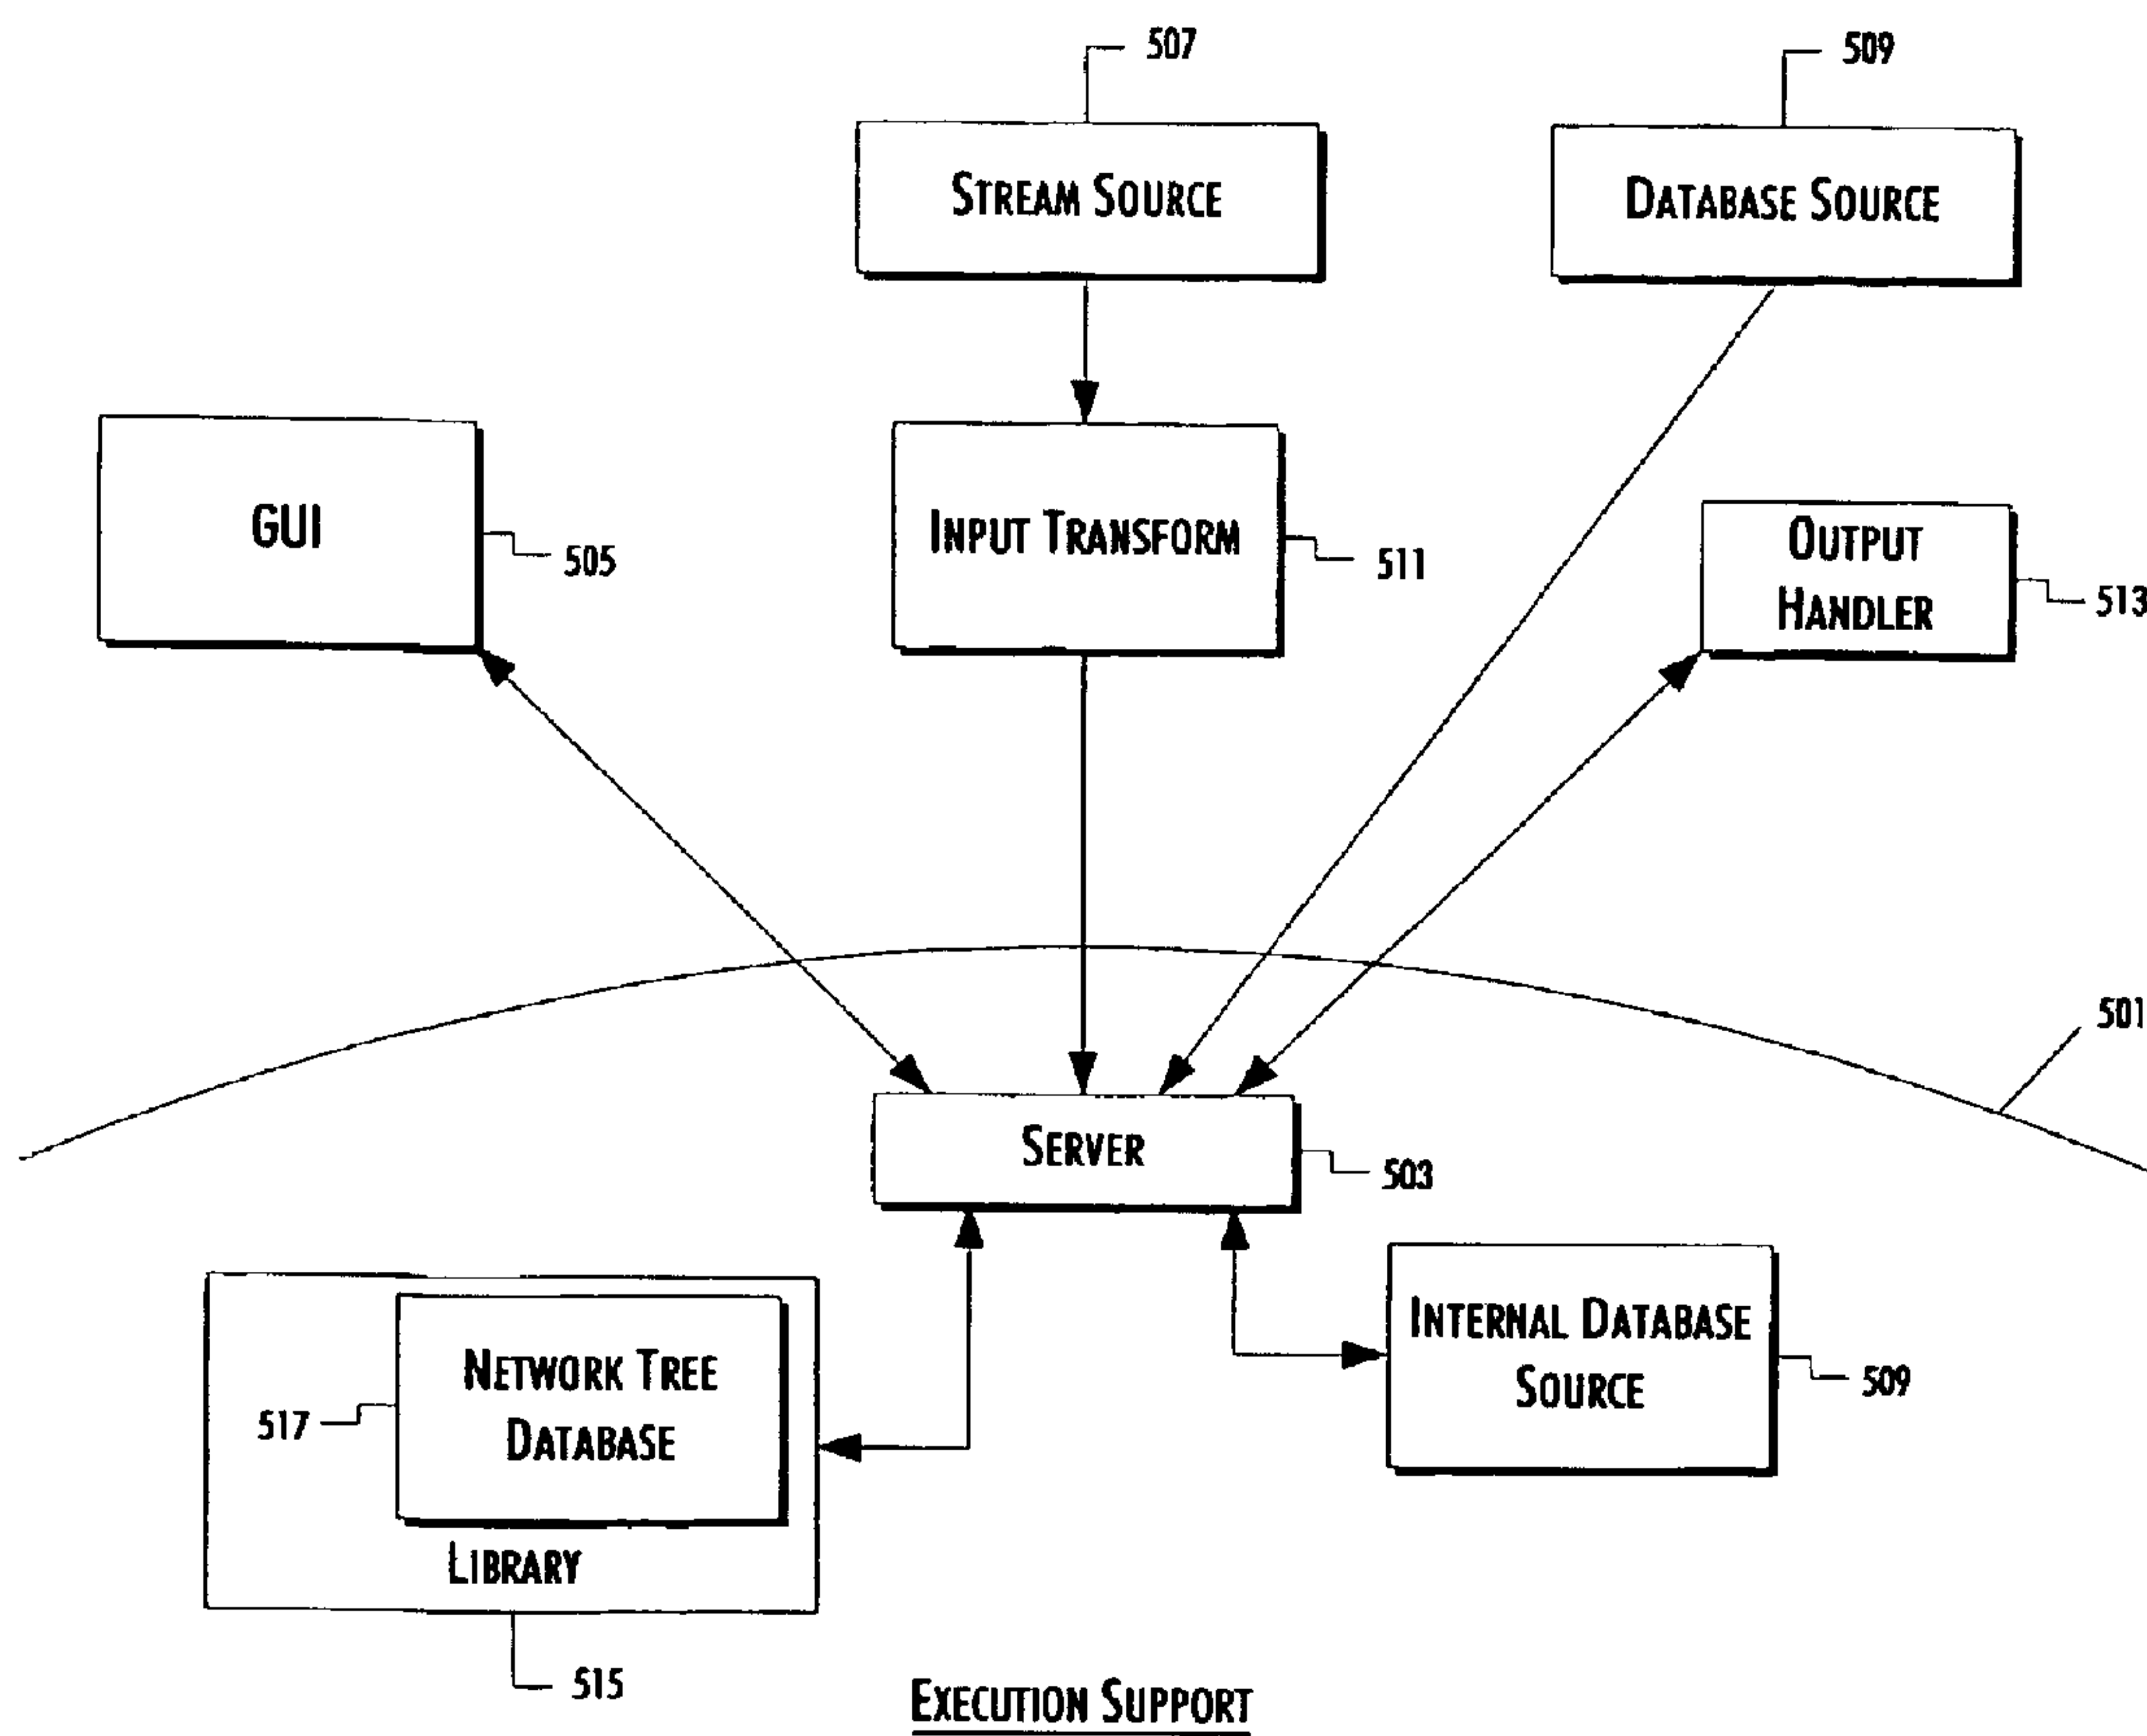 507
509
STREAM SOURCE
DATABASE SOURCE
GUI
505
INPUT TRANSFORM
511
OUTPUT
HANDLER
513
501
SERVER
503
NETWORK TREE
DATABASE
517
LIBRARY
515
INTERNAL DATABASE
SOURCE
509
EXECUTION SUPPORT